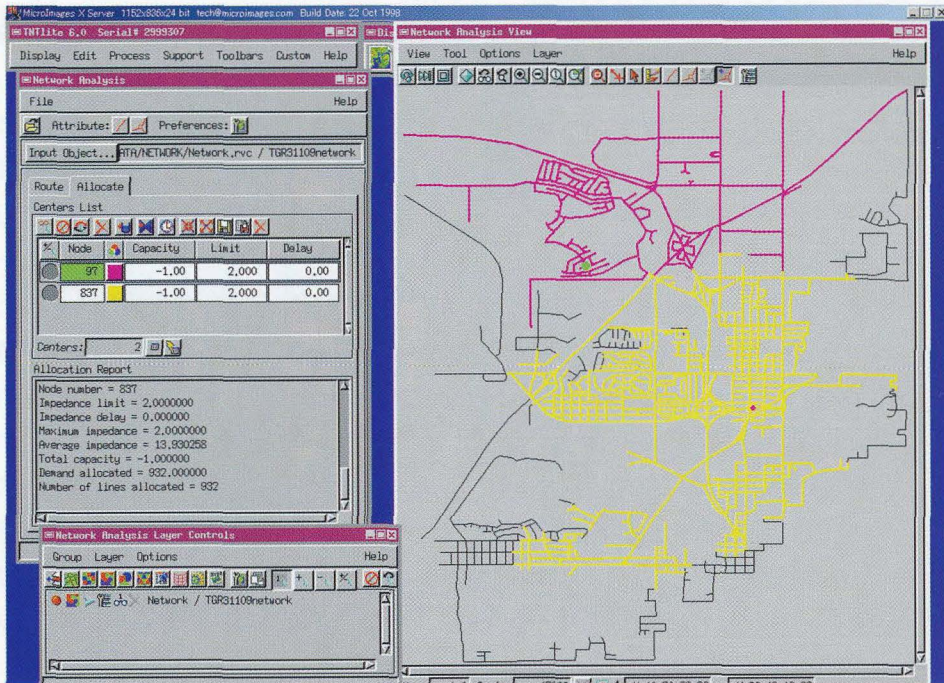 MicroImages X Server 1152x836x24 bit tech@microimages.com Build Date: 22 Oct 1998
TNTlite 6.0 Serial# 2999307
Display Edit Process Support Toolbars Custom Help
Network Analysis
File Help
Attribute: Preferences:
Input Object... ATA/NETWORK/Network.rvc / TGR31109network
Route Allocate
Centers List
Node Capacity Limit Delay
97 -1.00 2.000 0.00
837 -1.00 2.000 0.00
Centers: 2
Allocation Report
Node number = 837
Impedance limit = 2.0000000
Impedance delay = 0.000000
Maximum impedance = 2.0000000
Average impedance = 13.930258
Total capacity = -1.000000
Demand allocated = 932.000000
Number of lines allocated = 932
Network Analysis Layer Controls
Group Layer Options Help
Network / TGR31109network
Network Analysis View
View Tool Options Layer Help